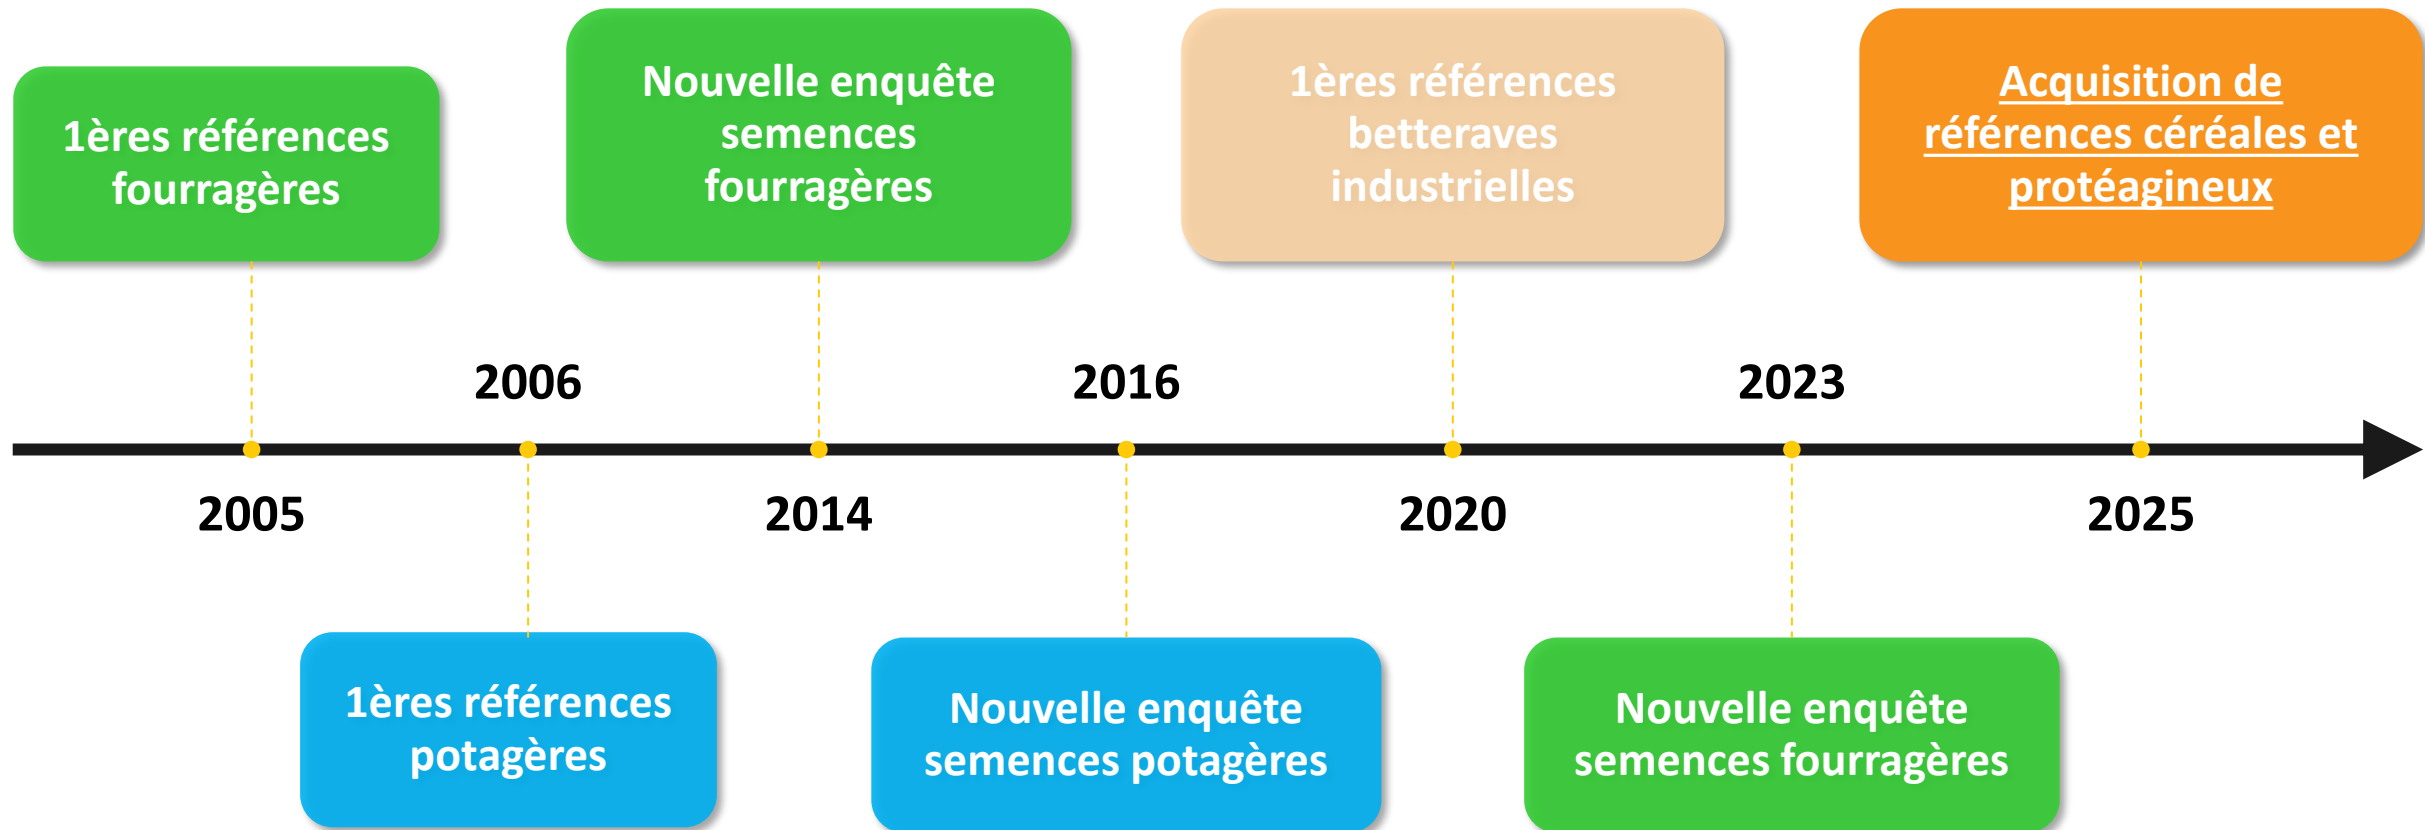 1ères références
fourragères
Nouvelle enquête
semences
fourragères
1ères références
betteraves
industrielles
Acquisition de
références céréales et
protéagineux
2006
2016
2023
2005
2014
2020
2025
1ères références
potagères
Nouvelle enquête
semences potagères
Nouvelle enquête
semences fourragères